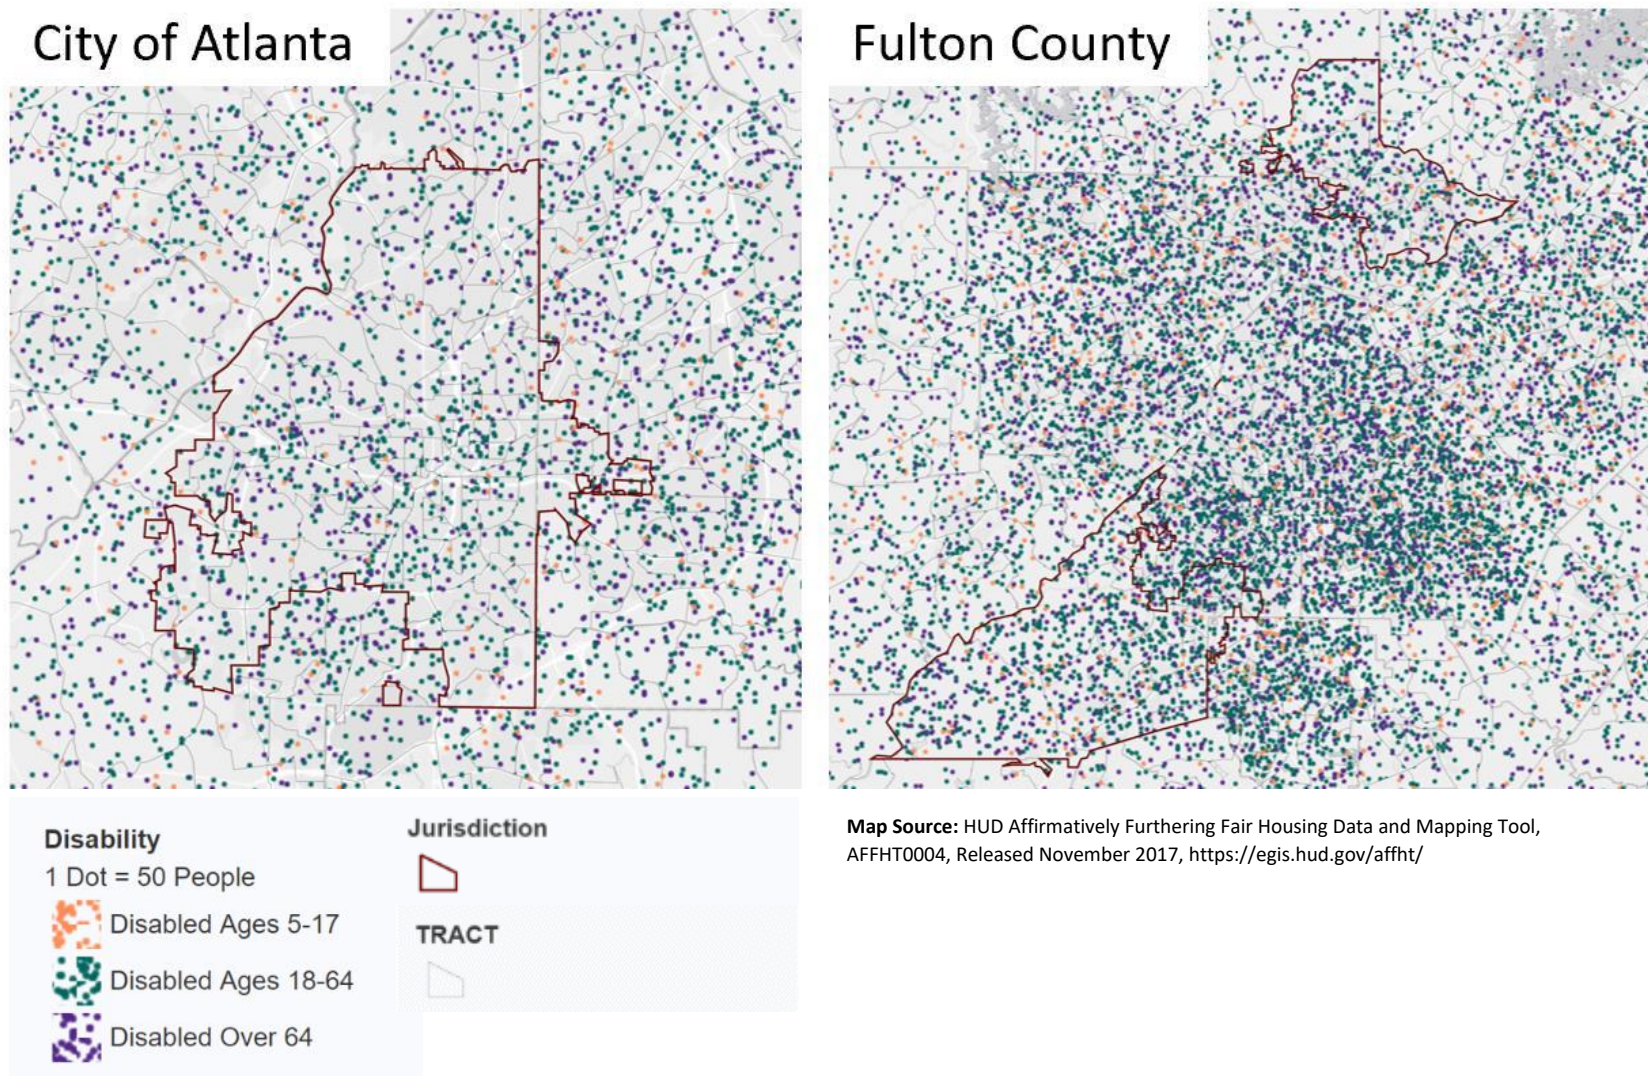 City of Atlanta
Fulton County
Disability
1 Dot = 50 People
Disabled Ages 5-17
Disabled Ages 18-64
Disabled Over 64
Jurisdiction
TRACT
Map Source: HUD Affirmatively Furthering Fair Housing Data and Mapping Tool,
AFFHT0004, Released November 2017, https://egis.hud.gov/affht/